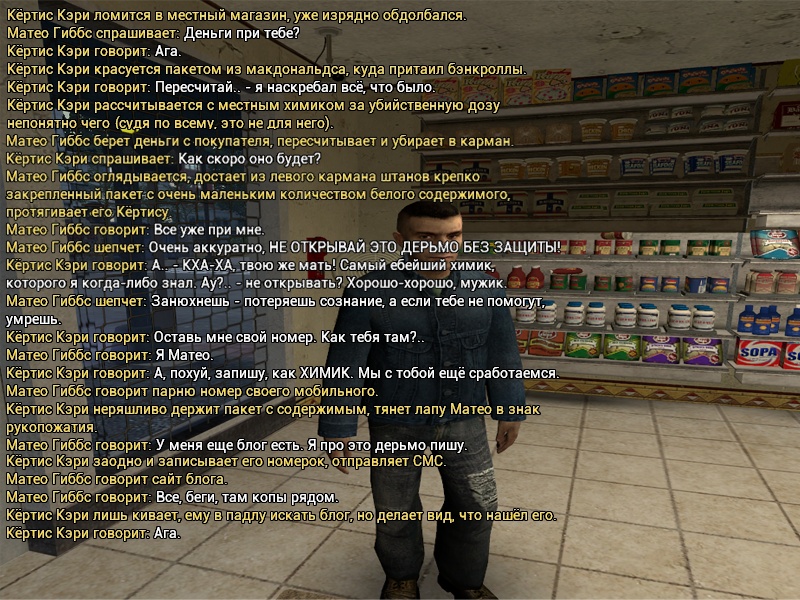 Кёртис Кэри ломится в местный магазин, уже изрядно обдолбался.
Матео Гиббс спрашивает: Деньги при тебе?
Кёртис Кэри говорит: Ага.
Кёртис Кэри красуется пакетом из макдональдса, куда притаил бэнкроллы.
Кёртис Кэри говорит: Пересчитай.. - я наскребал всё, что было.
Кёртис Кэри рассчитывается с местным химиком за убийственную дозу
непонятно чего (судя по всему, это не для него).
Матео Гиббс берет деньги с покупателя, пересчитывает и убирает в карман.
Кёртис Кэри спрашивает: Как скоро оно будет?
Матео Гиббс оглядывается, достает из левого кармана штанов крепко
закрепленный пакет с очень маленьким количеством белого содержимого,
протягивает его Кёртису.
Матео Гиббс говорит: Все уже при мне.
Матео Гиббс шепчет: Очень аккуратно, НЕ ОТКРЫВАЙ ЭТО ДЕРЬМО БЕЗ ЗАЩИТЫ!
Кёртис Кэри говорит: А.. - КХА-ХА, твою же мать! Самый ебейший химик,
которого я когда-либо знал. Ау?.. - не открывать? Хорошо-хорошо, мужик.
Матео Гиббс шепчет: Занюхнешь - потеряешь сознание, а если тебе не помогут,
умрешь.
Кёртис Кэри говорит: Оставь мне свой номер. Как тебя там?..
Матео Гиббс говорит: Я Матео.
Кёртис Кэри говорит: А, похуй, запишу, как ХИМИК. Мы с тобой ещё сработаемся.
Матео Гиббс говорит парню номер своего мобильного.
Кёртис Кэри неряшливо держит пакет с содержимым, тянет лапу Матео в знак
рукопожатия.
Матео Гиббс говорит: У меня еще блог есть. Я про это дерьмо пишу.
Кёртис Кэри заодно и записывает его номерок, отправляет СМС.
Матео Гиббс говорит сайт блога.
Матео Гиббс говорит: Все, беги, там копы рядом.
Кёртис Кэри лишь кивает, ему в падлу искать блог, но делает вид, что нашёл его.
Кёртис Кэри говорит: Ага.
SOPA